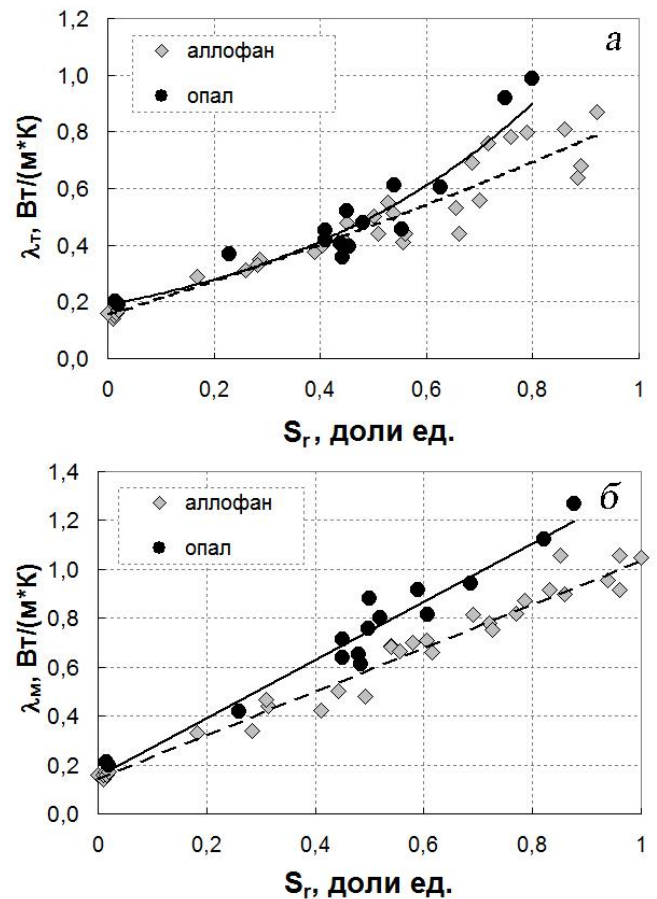 1,2
1,0
0,8
0,6
0,4
0,2
0,0
λт, Вт/(м*К)
аллофан
опал
а
0 0,2 0,4 0,6 0,8 1
Sr, доли ед.
1,4
1,2
1,0
0,8
0,6
0,4
0,2
0,0
λм, Вт/(м*К)
аллофан
опал
б
0 0,2 0,4 0,6 0,8 1
Sr, доли ед.